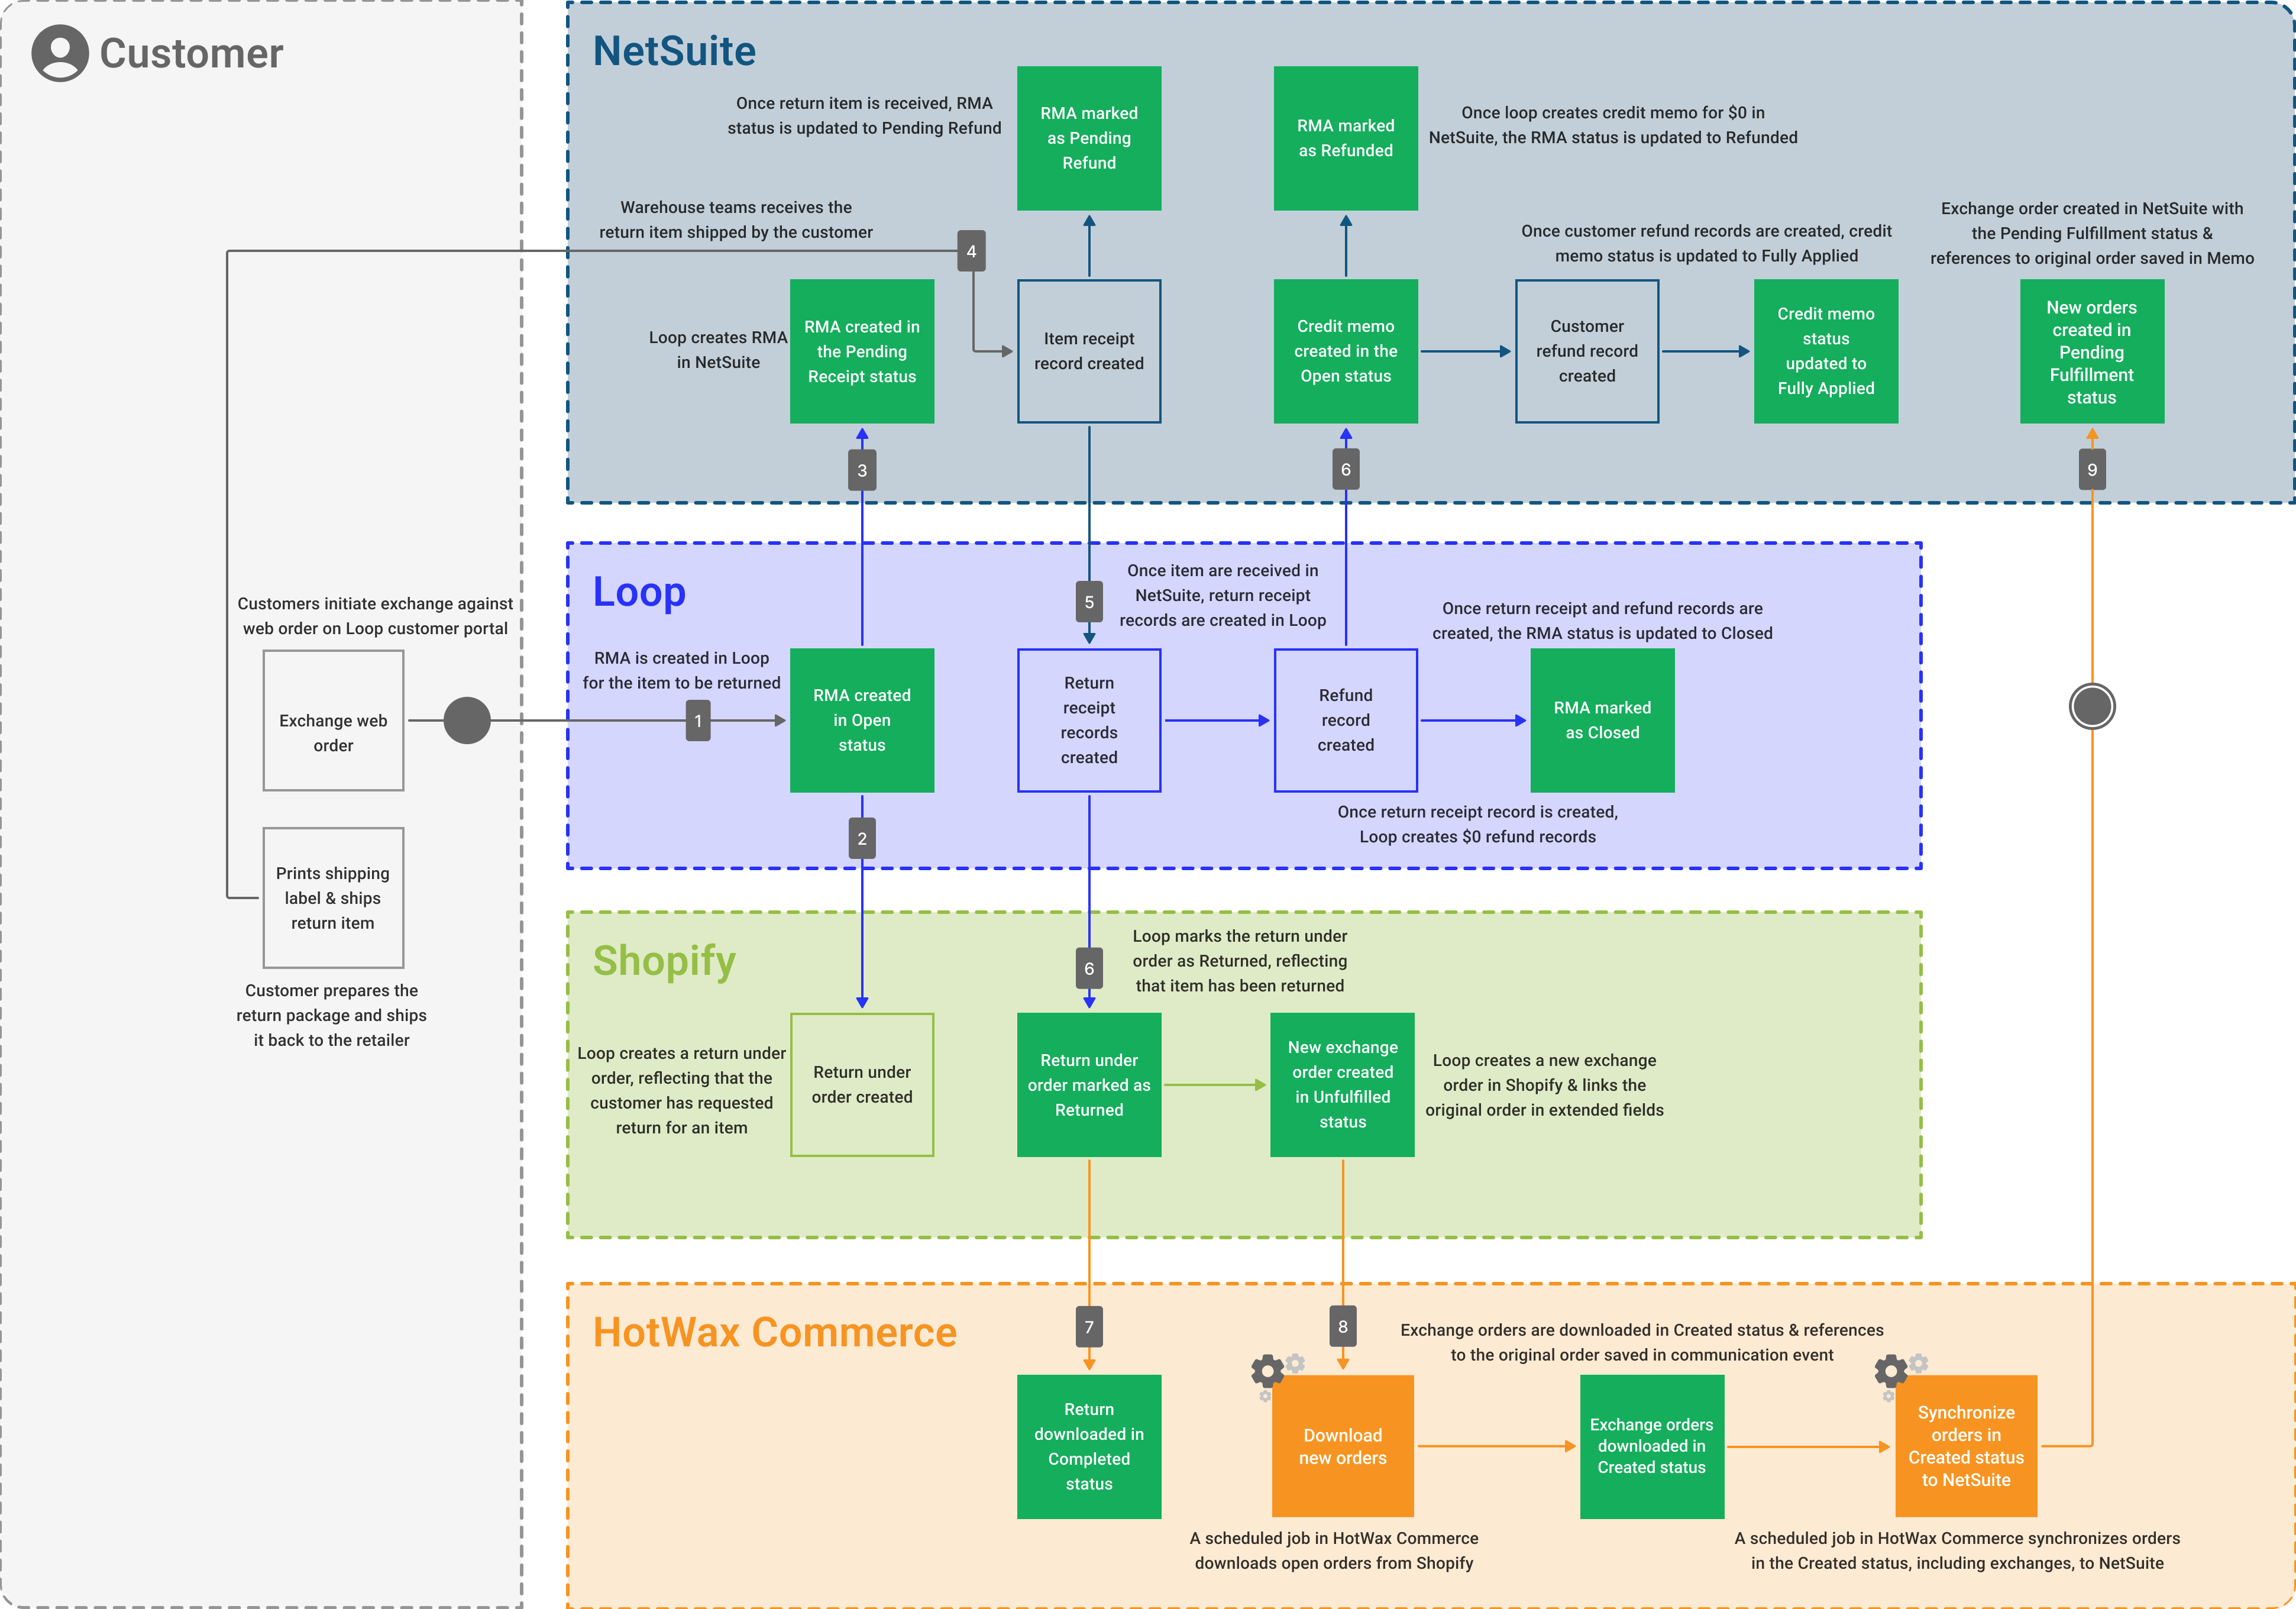 Customer
Customers initiate exchange against
web order on Loop customer portal
Exchange web
order
Prints shipping
label & ships
return item
Customer prepares the
return package and ships
it back to the retailer
NetSuite
Once return item is received, RMA
status is updated to Pending Refund
RMA marked
as Pending
Refund
RMA marked
as Refunded
Once loop creates credit memo for $0 in
NetSuite, the RMA status is updated to Refunded
Warehouse teams receives the
return item shipped by the customer
4
Loop creates RMA
in NetSuite
RMA created in
the Pending
Receipt status
Item receipt
record created
Credit memo
created in the
Open status
Once customer refund records are created, credit
memo status is updated to Fully Applied
Customer
refund record
created
Credit memo
status
updated to
Fully Applied
Exchange order created in NetSuite with
the Pending Fulfillment status &
references to original order saved in Memo
New orders
created in
Pending
Fulfillment
status
3
6
9
Loop
RMA is created in Loop
for the item to be returned
1
RMA created
in Open
status
5
Once item are received in
NetSuite, return receipt
records are created in Loop
Return
receipt
records
created
Refund
record
created
Once return receipt and refund records are
created, the RMA status is updated to Closed
RMA marked
as Closed
Once return receipt record is created,
Loop creates $0 refund records
2
Shopify
6
Loop marks the return under
order as Returned, reflecting
that item has been returned
Loop creates a return under
order, reflecting that the
customer has requested
return for an item
Return under
order created
Return under
order marked as
Returned
New exchange
order created
in Unfulfilled
status
Loop creates a new exchange
order in Shopify & links the
original order in extended fields
HotWax Commerce
7
8
Exchange orders are downloaded in Created status & references
to the original order saved in communication event
Return
downloaded in
Completed
status
Download
new orders
Exchange orders
downloaded in
Created status
Synchronize
orders in
Created status
to NetSuite
A scheduled job in HotWax Commerce
downloads open orders from Shopify
A scheduled job in HotWax Commerce synchronizes orders
in the Created status, including exchanges, to NetSuite